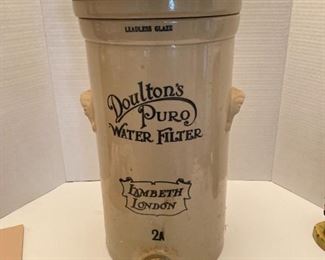 LEADLESS GLAZE
Doulton's
PURO
WATER FILTER
LAMBETH
LONDON
2A